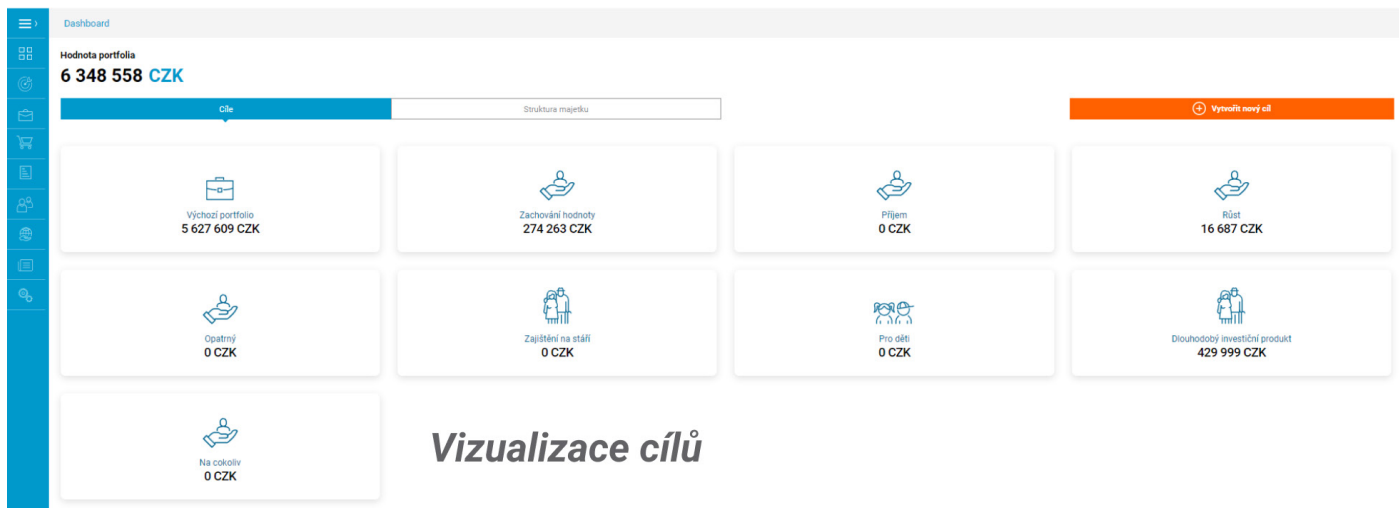 Dashboard
Hodnota portfolia
6 348 558 CZK
Cíle
Struktura majetku
Vytvořit nový cíl
Výchozí portfolio
5 627 609 CZK
Zachování hodnoty
274 263 CZK
Příjem
0 CZK
Růst
16 687 CZK
Opatrný
0 CZK
Zajištění na stáří
0 CZK
Pro děti
0 CZK
Dlouhodobý investiční produkt
429 999 CZK
Na cokoliv
0 CZK
Vizualizace cílů